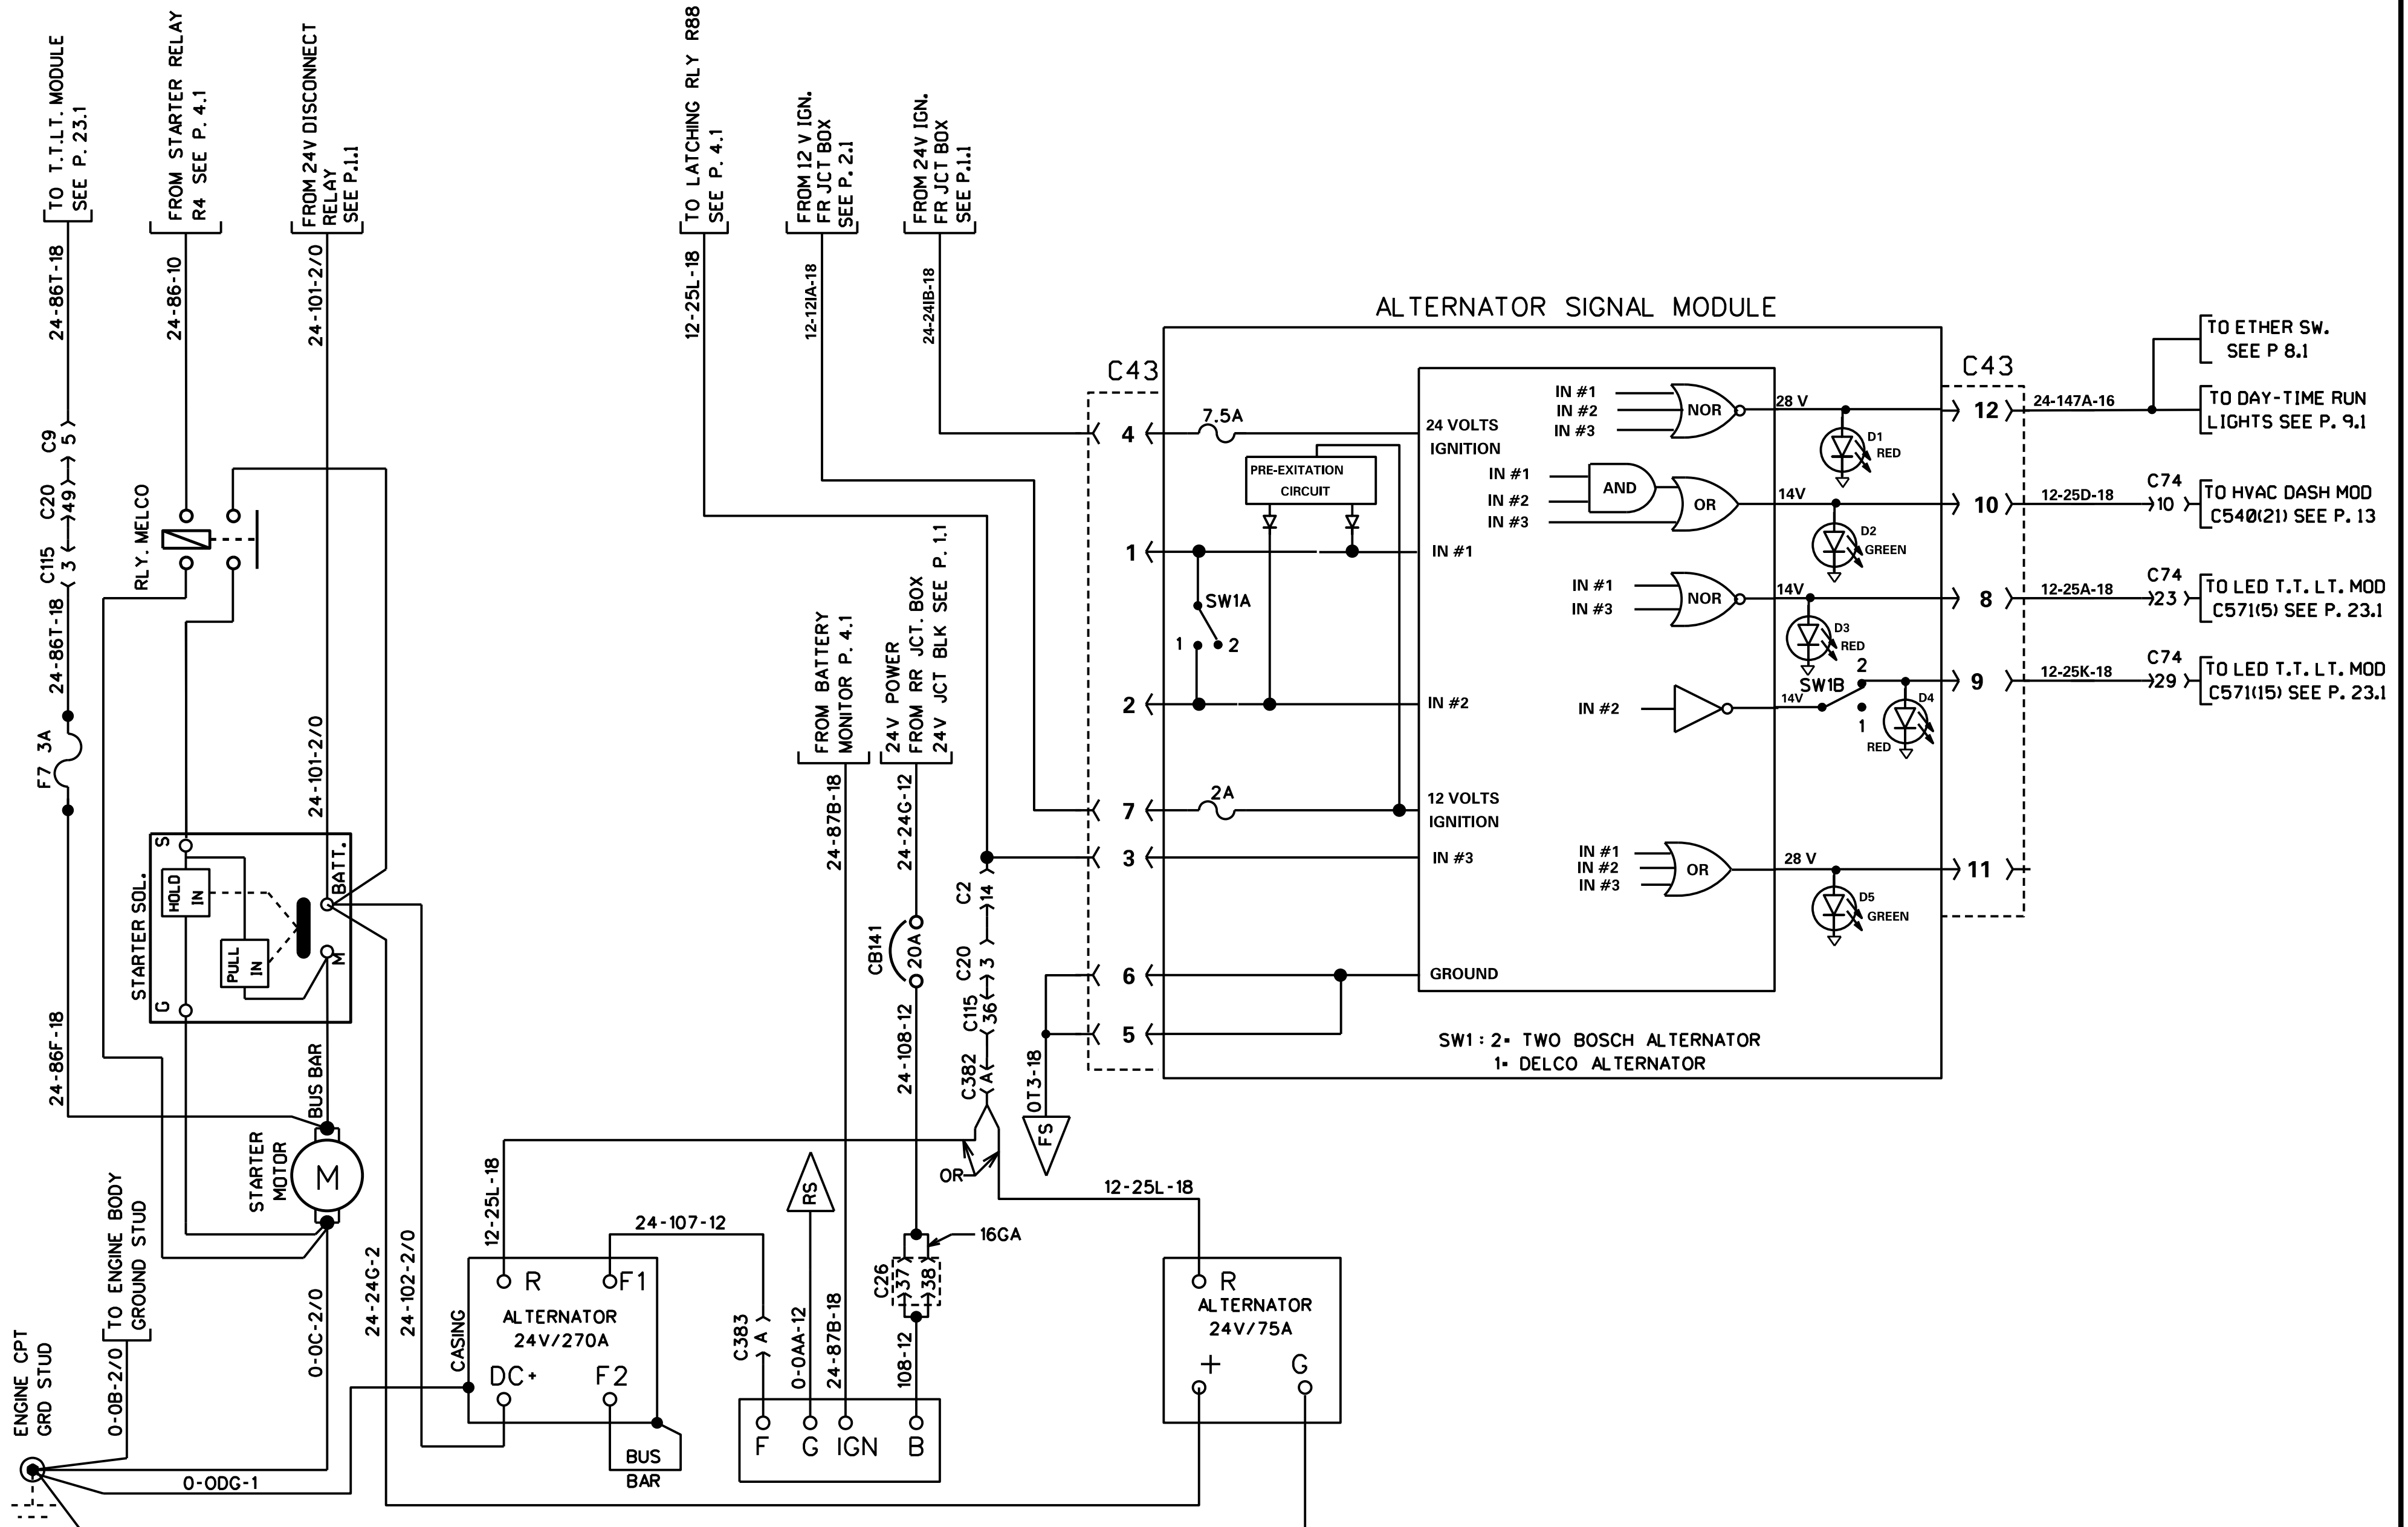 TO T.T.LT. MODULE
SEE P. 23.1
FROM STARTER RELAY
R4 SEE P. 4.1
FROM 24V DISCONNECT
RELAY
SEE P.1.1
TO LATCHING RLY R88
SEE P. 4.1
FROM 12 V IGN.
FR JCT BOX
SEE P. 2.1
FROM 24V IGN.
FR JCT BOX
SEE P.1.1
24-86T-18
24-86-10
24-101-2/0
12-25L-18
12-12IA-18
24-24IB-18
C9
5
C20
49
C115
3
24-86T-18
F7 3A
24-86F-18
RLY. MELCO
24-101-2/0
STARTER SOL.
S
HOLD
IN
PULL
IN
BATT.
M
G
BUS BAR
STARTER
MOTOR
M
TO ENGINE BODY
GROUND STUD
ENGINE CPT
GRD STUD
0-0B-2/0
0-0C-2/0
24-24G-2
24-102-2/0
0-0DG-1
FROM BATTERY
MONITOR P. 4.1
24V POWER
FROM RR JCT. BOX
24V JCT BLK SEE P. 1.1
24-87B-18
24-24G-12
CB141
20A
24-108-12
C2
14
C20
3
C115
36
C382
A
OR
0T3-18
FS
12-25L-18
12-25L-18
24-107-12
RS
16GA
C26
37
38
C383
A
0-0AA-12
24-87B-18
108-12
CASING
R
F1
ALTERNATOR
24V/270A
DC+
F2
BUS
BAR
F
G
IGN
B
R
ALTERNATOR
24V/75A
+
G
ALTERNATOR SIGNAL MODULE
C43
4
7.5A
24 VOLTS
IGNITION
PRE-EXITATION
CIRCUIT
1
IN #1
SW1A
1
2
2
IN #2
7
2A
12 VOLTS
IGNITION
3
IN #3
6
GROUND
5
IN #1
IN #2
IN #3
NOR
28 V
D1
RED
IN #1
IN #2
IN #3
AND
OR
14V
D2
GREEN
IN #1
IN #3
NOR
14V
D3
RED
IN #2
14V
SW1B
2
1
D4
RED
IN #1
IN #2
IN #3
OR
28 V
D5
GREEN
SW1 : 2= TWO BOSCH ALTERNATOR
1= DELCO ALTERNATOR
C43
12
24-147A-16
TO ETHER SW.
SEE P 8.1
TO DAY-TIME RUN
LIGHTS SEE P. 9.1
10
12-25D-18
C74
10
TO HVAC DASH MOD
C540(21) SEE P. 13
8
12-25A-18
C74
23
TO LED T.T. LT. MOD
C571(5) SEE P. 23.1
9
12-25K-18
C74
29
TO LED T.T. LT. MOD
C571(15) SEE P. 23.1
11